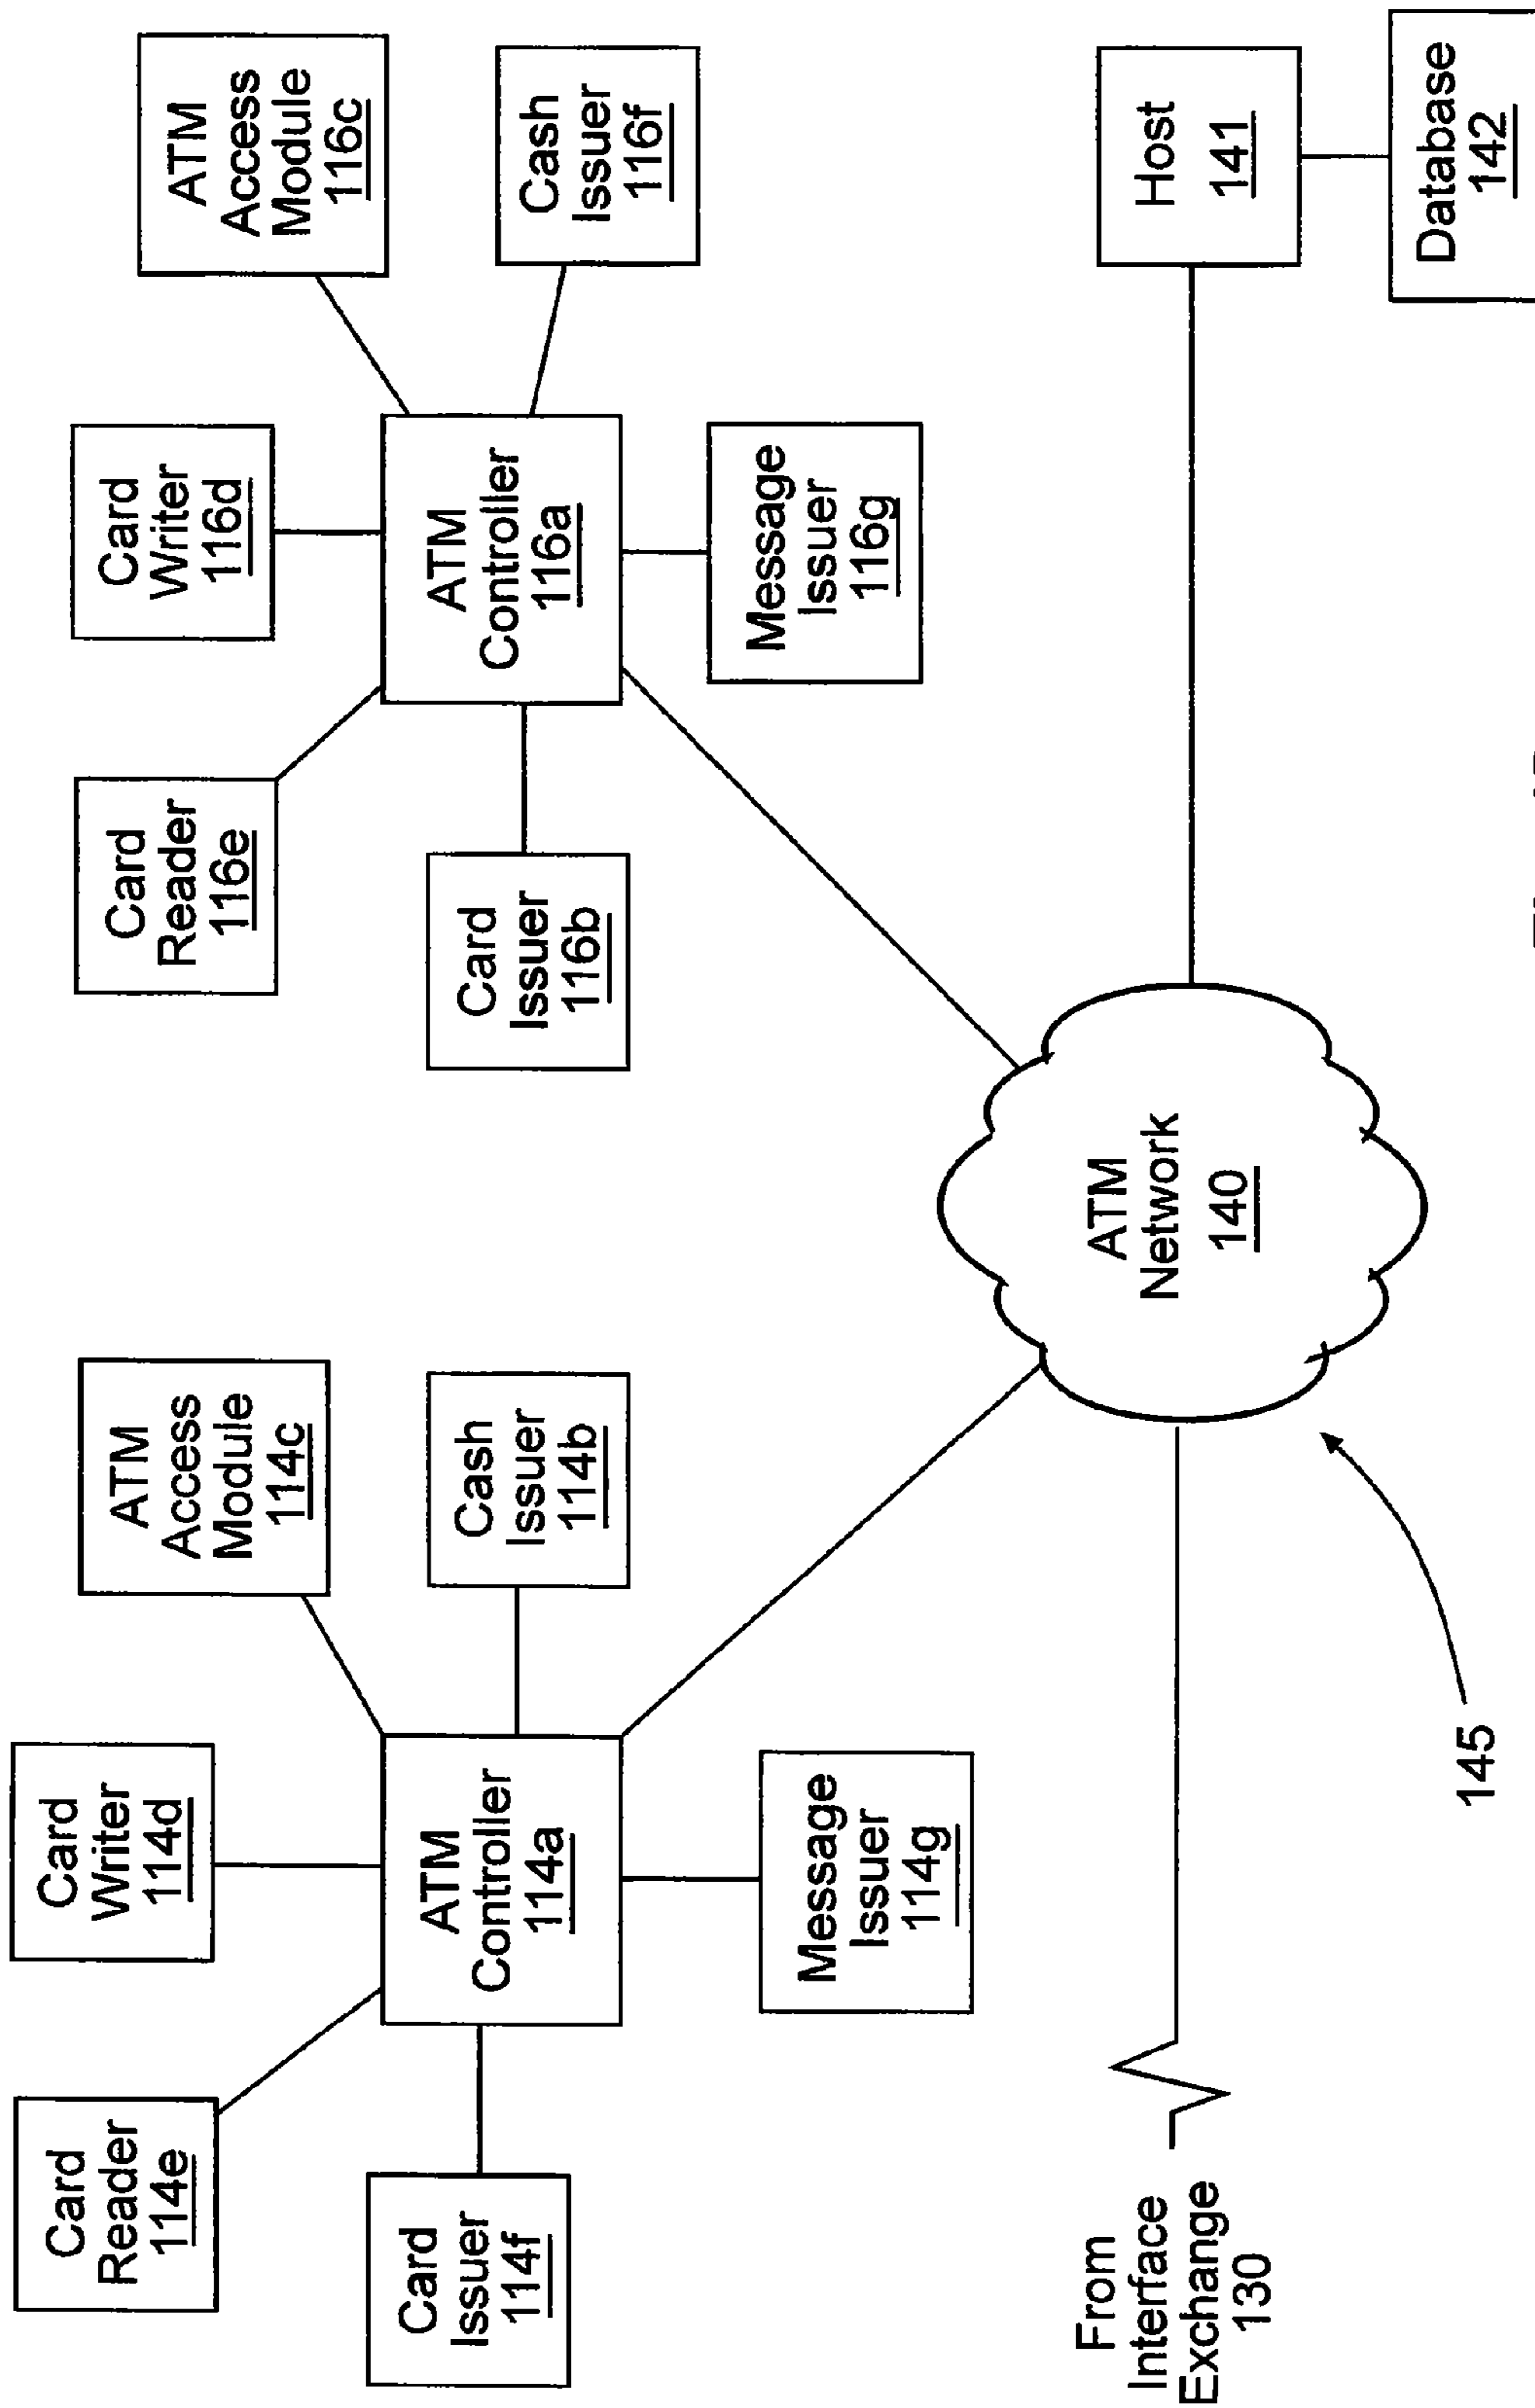 Card
Reader
114e
Card
Writer
114d
ATM
Access
Module
114c
Card
Issuer
114f
ATM
Controller
114a
Cash
Issuer
114b
Message
Issuer
114g
Card
Reader
116e
Card
Writer
116d
ATM
Access
Module
116c
Card
Issuer
116b
ATM
Controller
116a
Cash
Issuer
116f
Message
Issuer
116g
From
Interface
Exchange
130
ATM
Network
140
Host
141
Database
142
145